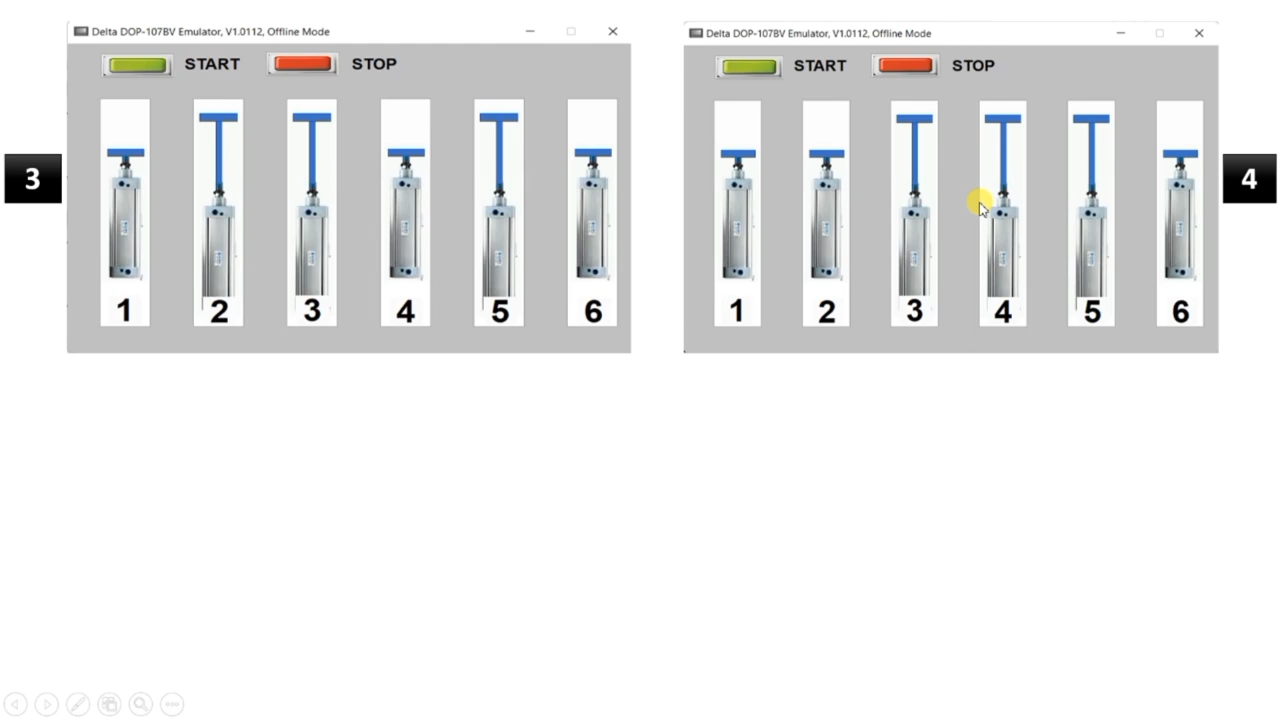 Delta DOP-107BV Emulator, V1.0112, Offline Mode
START STOP
3
1 2 3 4 5 6
Delta DOP-107BV Emulator, V1.0112, Offline Mode
START STOP
4
1 2 3 4 5 6